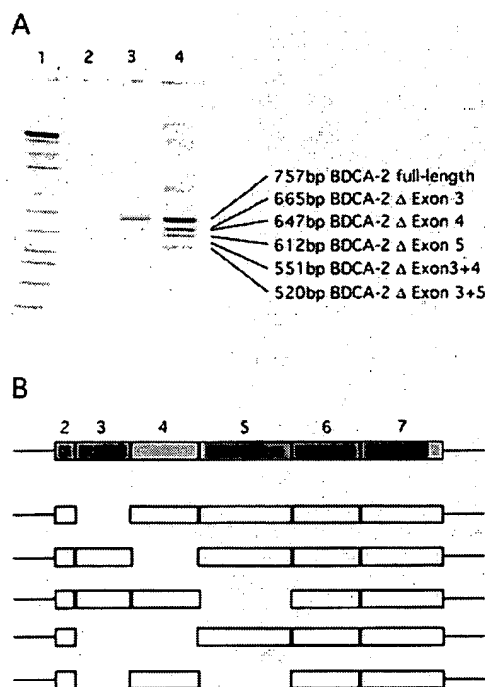 A
1 2 3 4
757bp BDCA-2 full-length
665bp BDCA-2 Δ Exon 3
647bp BDCA-2 Δ Exon 4
612bp BDCA-2 Δ Exon 5
551bp BDCA-2 Δ Exon3+4
520bp BDCA-2 Δ Exon 3+5
B
2 3 4 5 6 7